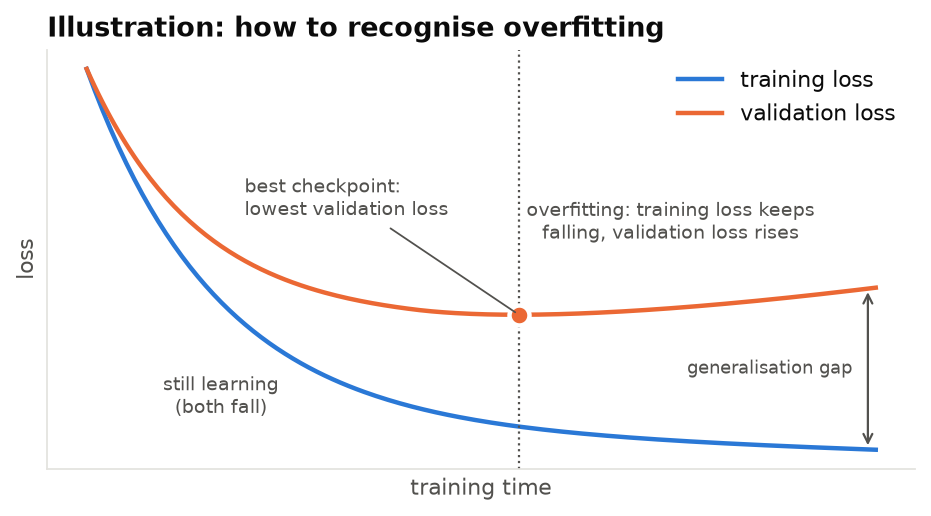 Illustration: how to recognise overfitting
training loss
validation loss
best checkpoint:
lowest validation loss
overfitting: training loss keeps
falling, validation loss rises
loss
generalisation gap
still learning
(both fall)
training time